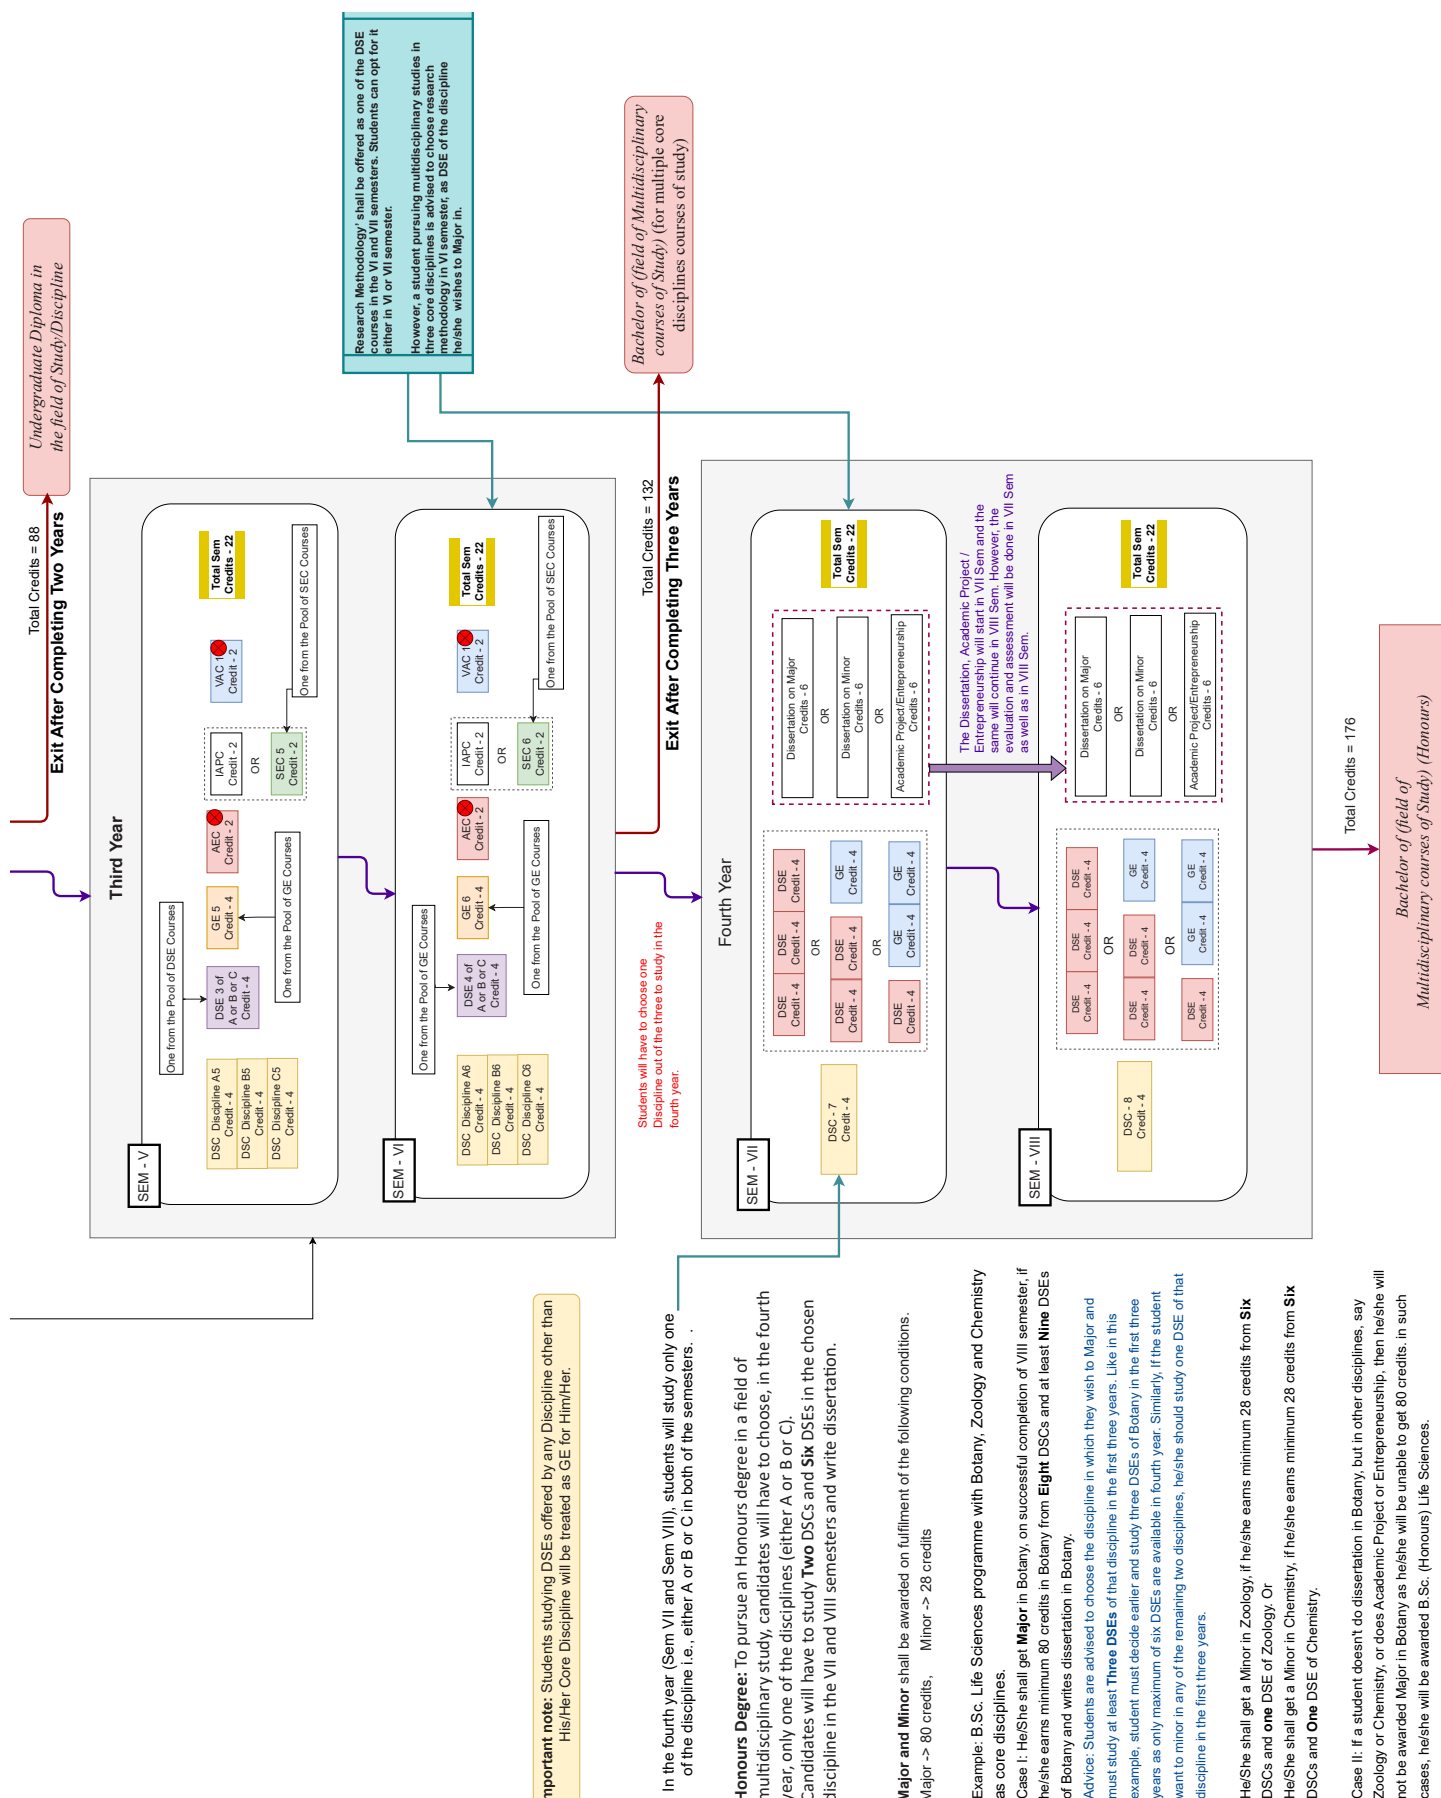 Total Credits = 88
Exit After Completing Two Years
Undergraduate Diploma in
the field of Study/Discipline
Third Year
SEM - V
One from the Pool of DSE Courses
DSC Discipline A5
Credit - 4
DSC Discipline B5
Credit - 4
DSC Discipline C5
Credit - 4
DSE 3 of
A or B or C
Credit - 4
GE 5
Credit - 4
One from the Pool of GE Courses
AEC
Credit - 2
IAPC
Credit - 2
OR
SEC 5
Credit - 2
VAC 1
Credit - 2
Total Sem
Credits - 22
One from the Pool of SEC Courses
Research Methodology' shall be offered as one of the DSE
courses in the VI and VII semesters. Students can opt for it
either in VI or VII semester.
However, a student pursuing multidisciplinary studies in
three core disciplines is advised to choose research
methodology in VI semester, as DSE of the discipline
he/she wishes to Major in.
SEM - VI
One from the Pool of GE Courses
DSC Discipline A6
Credit - 4
DSC Discipline B6
Credit - 4
DSC Discipline C6
Credit - 4
DSE 4 of
A or B or C
Credit - 4
GE 6
Credit - 4
One from the Pool of GE Courses
AEC
Credit - 2
IAPC
Credit - 2
OR
SEC 6
Credit - 2
VAC 1
Credit - 2
Total Sem
Credits - 22
One from the Pool of SEC Courses
mportant note: Students studying DSEs offered by any Discipline other than
His/Her Core Discipline will be treated as GE for Him/Her.
Students will have to choose one
Discipline out of the three to study in the
fourth year.
Total Credits = 132
Exit After Completing Three Years
Bachelor of (field of Multidisciplinary
courses of Study) (for multiple core
disciplines courses of study)
In the fourth year (Sem VII and Sem VIII), students will study only one
of the discipline i.e., either A or B or C in both of the semesters. .
Fourth Year
SEM - VII
DSC - 7
Credit - 4
DSE
Credit - 4
DSE
Credit - 4
DSE
Credit - 4
OR
DSE
Credit - 4
DSE
Credit - 4
GE
Credit - 4
OR
DSE
Credit - 4
GE
Credit - 4
GE
Credit - 4
Dissertation on Major
Credits - 6
OR
Dissertation on Minor
Credits - 6
OR
Academic Project/Entrepreneurship
Credits - 6
Total Sem
Credits - 22
Honours Degree: To pursue an Honours degree in a field of
multidisciplinary study, candidates will have to choose, in the fourth
year, only one of the disciplines (either A or B or C).
Candidates will have to study Two DSCs and Six DSEs in the chosen
discipline in the VII and VIII semesters and write dissertation.
Major and Minor shall be awarded on fulfilment of the following conditions.
Major -> 80 credits, Minor -> 28 credits
The Dissertation, Academic Project /
Entrepreneurship will start in VII Sem and the
same will continue in VIII Sem. However, the
evaluation and assessment will be done in VII Sem
as well as in VIII Sem.
SEM - VIII
DSC - 8
Credit - 4
DSE
Credit - 4
DSE
Credit - 4
DSE
Credit - 4
OR
DSE
Credit - 4
DSE
Credit - 4
GE
Credit - 4
OR
DSE
Credit - 4
GE
Credit - 4
GE
Credit - 4
Dissertation on Major
Credits - 6
OR
Dissertation on Minor
Credits - 6
OR
Academic Project/Entrepreneurship
Credits - 6
Total Sem
Credits - 22
Example: B.Sc. Life Sciences programme with Botany, Zoology and Chemistry
as core disciplines.
Case I: He/She shall get Major in Botany, on successful completion of VIII semester, if
he/she earns minimum 80 credits in Botany from Eight DSCs and at least Nine DSEs
of Botany and writes dissertation in Botany.
Advice: Students are advised to choose the discipline in which they wish to Major and
must study at least Three DSEs of that discipline in the first three years. Like in this
example, student must decide earlier and study three DSEs of Botany in the first three
years as only maximum of six DSEs are available in fourth year. Similarly, If the student
want to minor in any of the remaining two disciplines, he/she should study one DSE of that
discipline in the first three years.
He/She shall get a Minor in Zoology, if he/she earns minimum 28 credits from Six
DSCs and one DSE of Zoology. Or
He/She shall get a Minor in Chemistry, if he/she earns minimum 28 credits from Six
DSCs and One DSE of Chemistry.
Case II: If a student doesn't do dissertation in Botany, but in other disciplines, say
Zoology or Chemistry, or does Academic Project or Entrepreneurship, then he/she will
not be awarded Major in Botany as he/she will be unable to get 80 credits. in such
cases, he/she will be awarded B.Sc. (Honours) Life Sciences.
Total Credits = 176
Bachelor of (field of
Multidisciplinary courses of Study) (Honours)